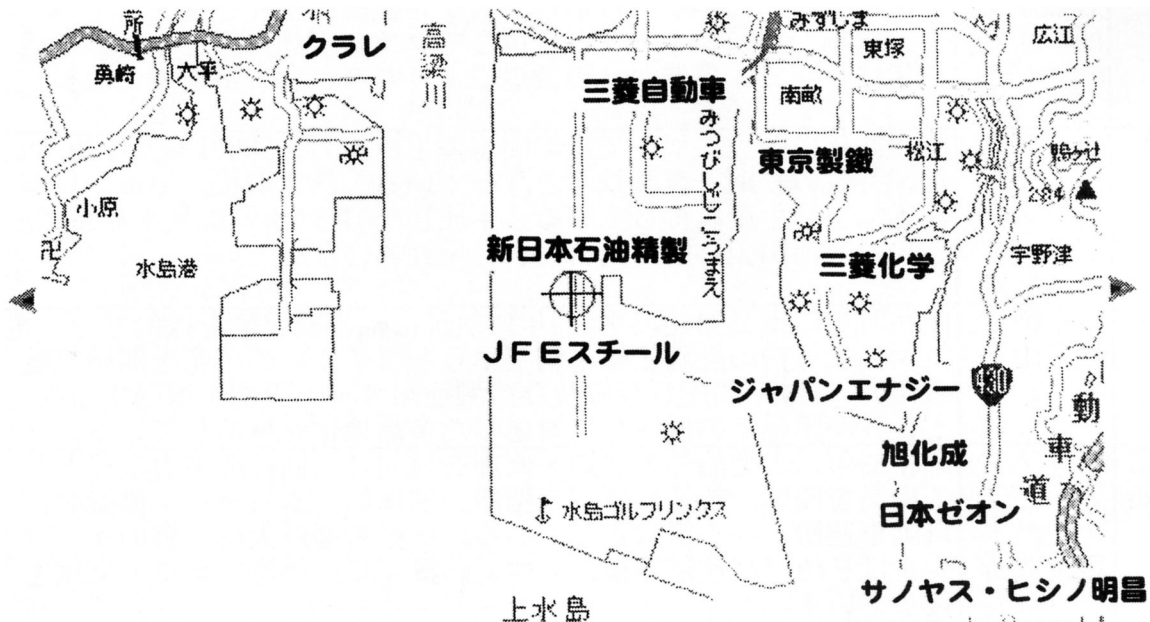 所
クラレ
高梁川
みずしま
東塚
広江
勇崎
六平
三菱自動車
南畝
みつびしじこうまえ
東京製鐵
松江
鴨ヶ辻
284
小原
水島港
新日本石油精製
三菱化学
宇野津
JFEスチール
ジャパンエナジー
430
旭化成
動車道
水島ゴルフリンクス
日本ゼオン
サノヤス・ヒシノ明昌
上水島